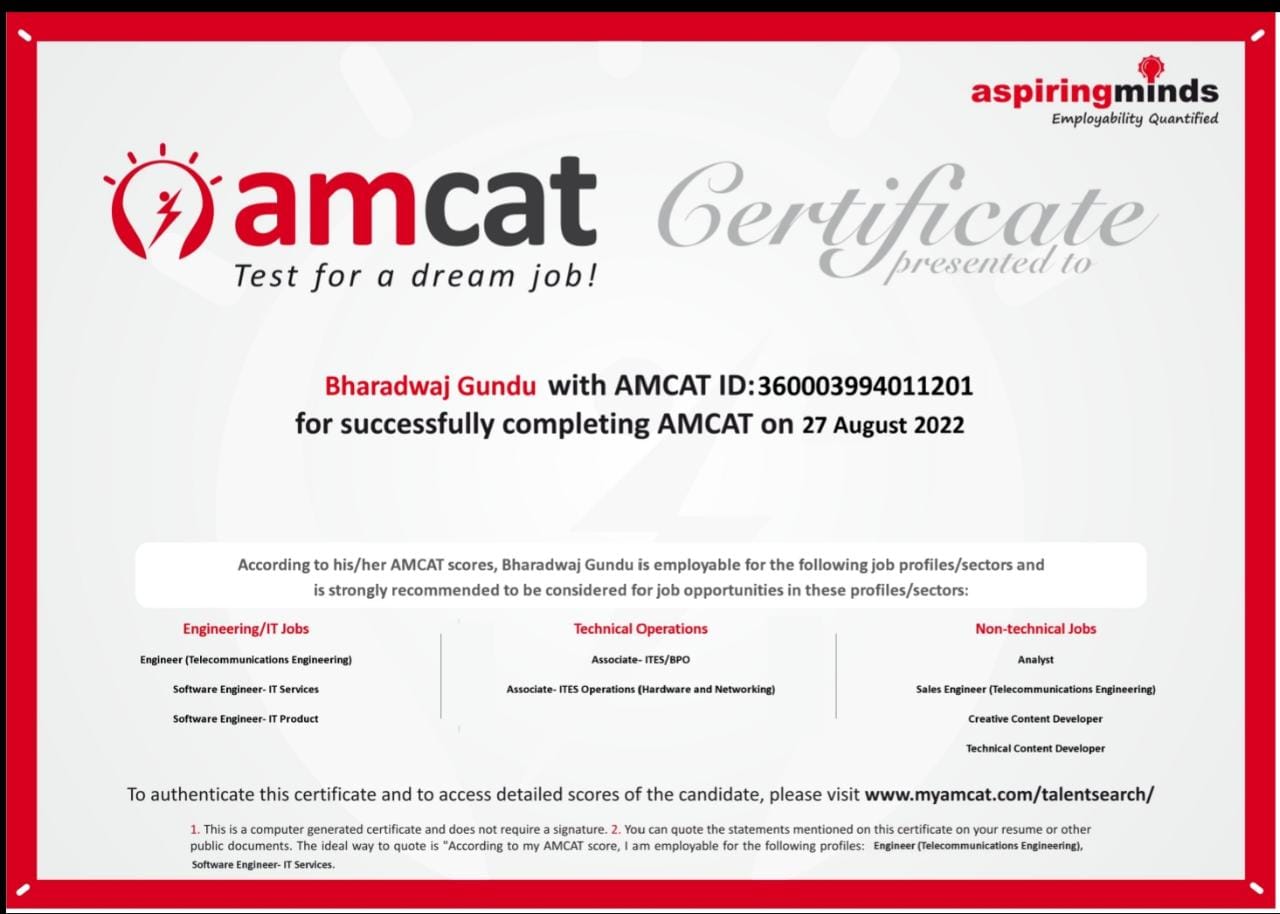 aspiringminds
Employability Quantified
amcat
Test for a dream job!
Certificate
presented to
Bharadwaj Gundu with AMCAT ID:360003994011201
for successfully completing AMCAT on 27 August 2022
According to his/her AMCAT scores, Bharadwaj Gundu is employable for the following job profiles/sectors and
is strongly recommended to be considered for job opportunities in these profiles/sectors:
Engineering/IT Jobs
Engineer (Telecommunications Engineering)
Software Engineer- IT Services
Software Engineer- IT Product
Technical Operations
Associate- ITES/BPO
Associate- ITES Operations (Hardware and Networking)
Non-technical Jobs
Analyst
Sales Engineer (Telecommunications Engineering)
Creative Content Developer
Technical Content Developer
To authenticate this certificate and to access detailed scores of the candidate, please visit www.myamcat.com/talentsearch/
1. This is a computer generated certificate and does not require a signature. 2. You can quote the statements mentioned on this certificate on your resume or other
public documents. The ideal way to quote is "According to my AMCAT score, I am employable for the following profiles: Engineer (Telecommunications Engineering),
Software Engineer- IT Services.